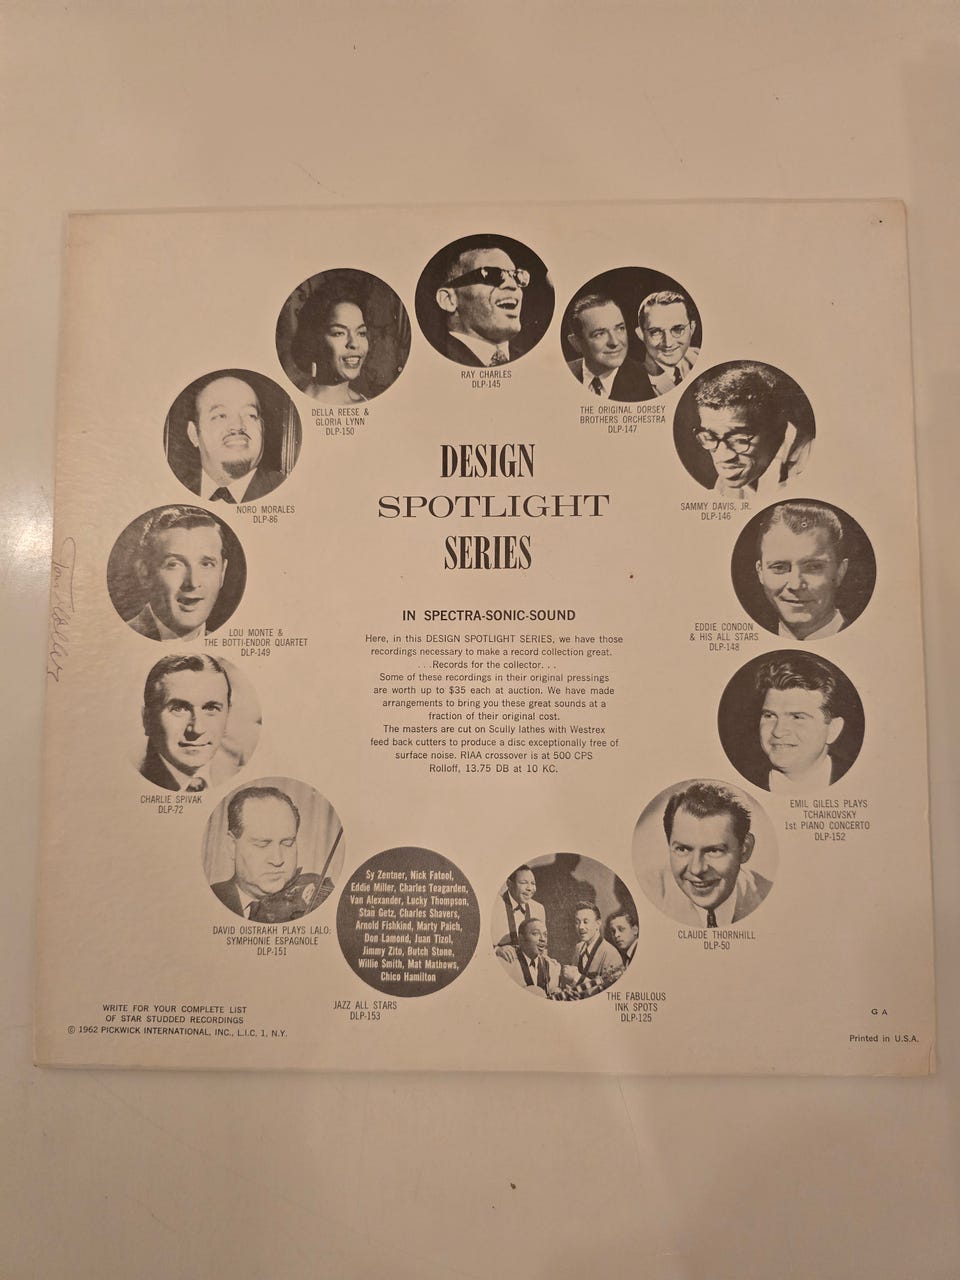 RAY CHARLES
DLP-145
DELLA REESE &
GLORIA LYNN
DLP-150
THE ORIGINAL DORSEY
BROTHERS ORCHESTRA
DLP-147
NORO MORALES
DLP-86
SAMMY DAVIS, JR.
DLP-146
DESIGN
SPOTLIGHT
SERIES
LOU MONTE &
THE BOTTI-ENDOR QUARTET
DLP-149
EDDIE CONDON
& HIS ALL STARS
DLP-148
IN SPECTRA-SONIC-SOUND
Here, in this DESIGN SPOTLIGHT SERIES, we have those
recordings necessary to make a record collection great.
. . .Records for the collector. . .
Some of these recordings in their original pressings
are worth up to $35 each at auction. We have made
arrangements to bring you these great sounds at a
fraction of their original cost.
The masters are cut on Scully lathes with Westrex
feed back cutters to produce a disc exceptionally free of
surface noise. RIAA crossover is at 500 CPS
Rolloff, 13.75 DB at 10 KC.
CHARLIE SPIVAK
DLP-72
EMIL GILELS PLAYS
TCHAIKOVSKY
1st PIANO CONCERTO
DLP-152
DAVID OISTRAKH PLAYS LALO:
SYMPHONIE ESPAGNOLE
DLP-151
CLAUDE THORNHILL
DLP-50
Sy Zentner, Nick Fatool,
Eddie Miller, Charles Teagarden,
Van Alexander, Lucky Thompson,
Stan Getz, Charles Shavers,
Arnold Fishkind, Marty Paich,
Don Lamond, Juan Tizol,
Jimmy Zito, Butch Stone,
Willie Smith, Mat Mathews,
Chico Hamilton
JAZZ ALL STARS
DLP-153
THE FABULOUS
INK SPOTS
DLP-125
WRITE FOR YOUR COMPLETE LIST
OF STAR STUDDED RECORDINGS
© 1962 PICKWICK INTERNATIONAL, INC., L.I.C. 1, N.Y.
G A
Printed in U.S.A.